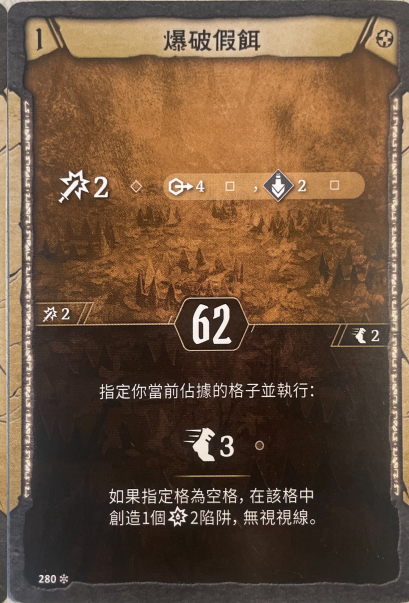 1 爆破假餌
2 4 , 2
2 62 2
指定你當前佔據的格子並執行：
3
如果指定格為空格，在該格中
創造1個2陷阱，無視視線。
280